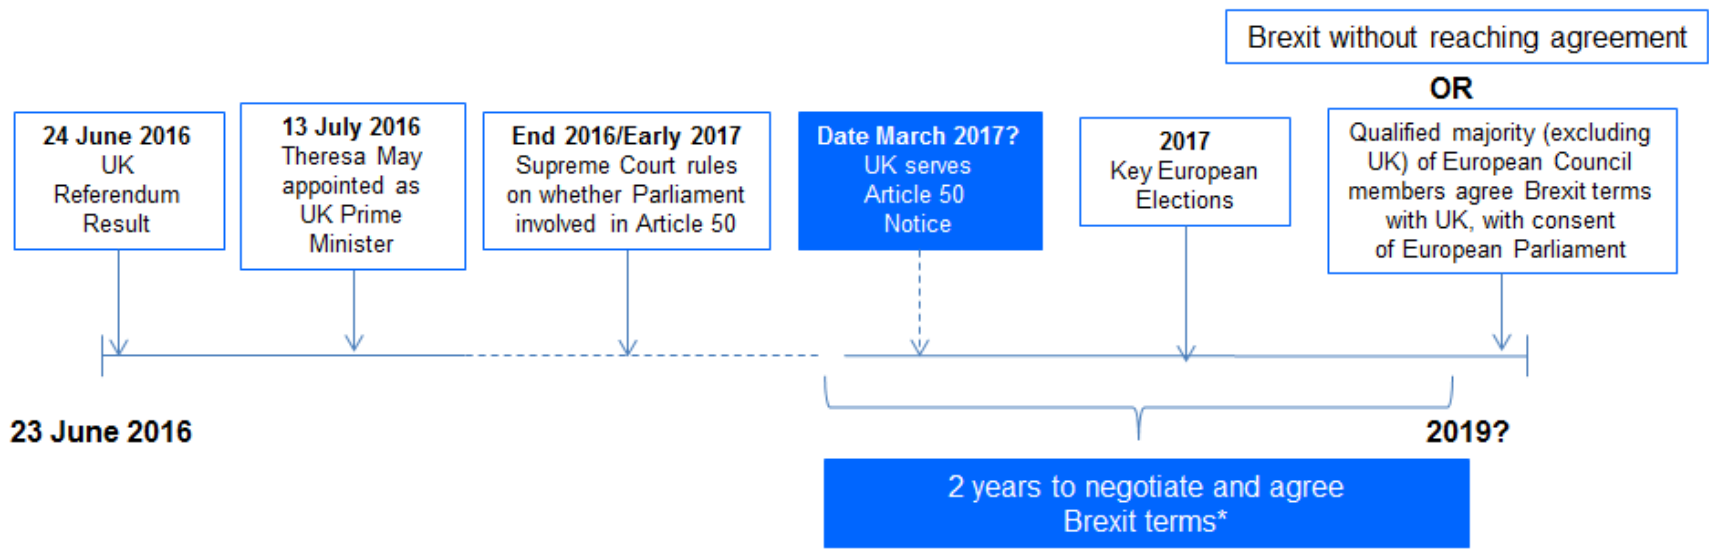 Brexit without reaching agreement
OR
24 June 2016
UK
Referendum
Result
13 July 2016
Theresa May
appointed as
UK Prime
Minister
End 2016/Early 2017
Supreme Court rules
on whether Parliament
involved in Article 50
Date March 2017?
UK serves
Article 50
Notice
2017
Key European
Elections
Qualified majority (excluding
UK) of European Council
members agree Brexit terms
with UK, with consent
of European Parliament
23 June 2016
2019?
2 years to negotiate and agree
Brexit terms*